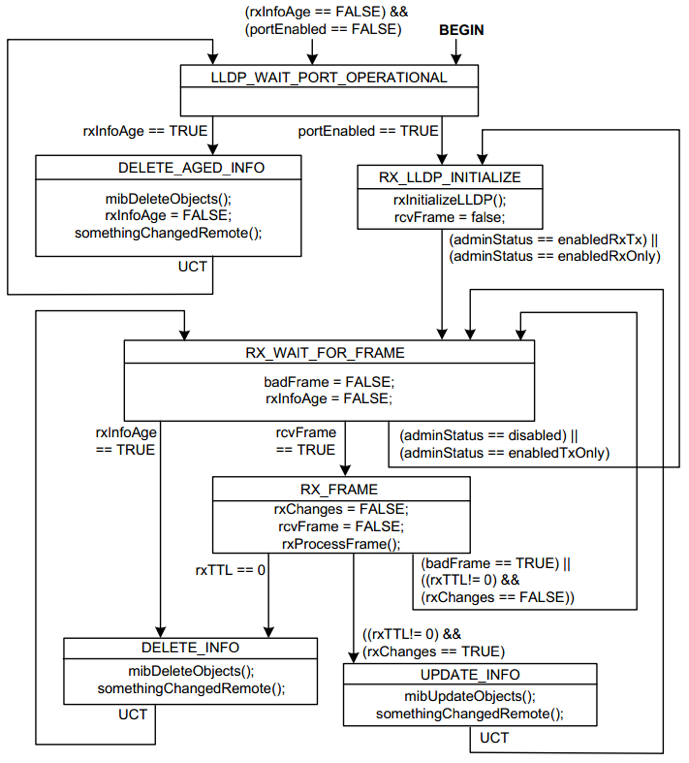 (rxInfoAge == FALSE) &&
(portEnabled == FALSE)
BEGIN
LLDP_WAIT_PORT_OPERATIONAL
rxInfoAge == TRUE
portEnabled == TRUE
DELETE_AGED_INFO
mibDeleteObjects();
rxInfoAge = FALSE;
somethingChangedRemote();
UCT
RX_LLDP_INITIALIZE
rxInitializeLLDP();
rcvFrame = false;
(adminStatus == enabledRxTx) ||
(adminStatus == enabledRxOnly)
RX_WAIT_FOR_FRAME
badFrame = FALSE;
rxInfoAge = FALSE;
rxInfoAge
== TRUE
rcvFrame
== TRUE
(adminStatus == disabled) ||
(adminStatus == enabledTxOnly)
RX_FRAME
rxChanges = FALSE;
rcvFrame = FALSE;
rxProcessFrame();
rxTTL == 0
(badFrame == TRUE) ||
((rxTTL!= 0) &&
(rxChanges == FALSE))
((rxTTL!= 0) &&
(rxChanges == TRUE)
DELETE_INFO
mibDeleteObjects();
somethingChangedRemote();
UCT
UPDATE_INFO
mibUpdateObjects();
somethingChangedRemote();
UCT